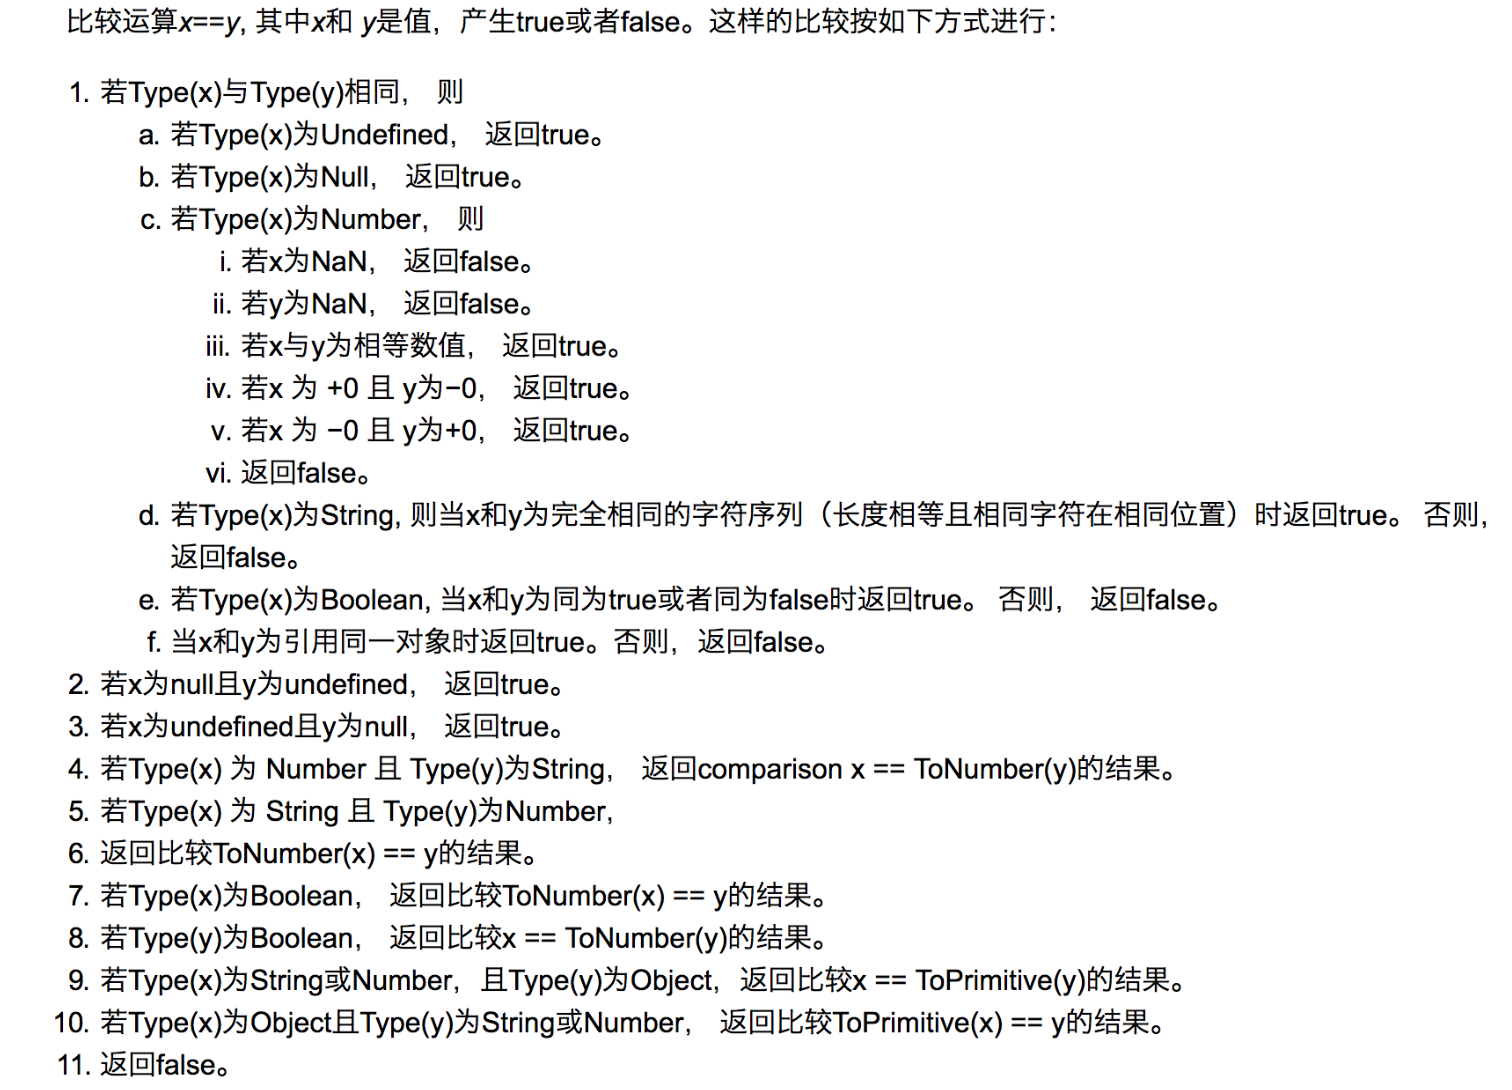 比较运算x==y, 其中x和 y是值，产生true或者false。这样的比较按如下方式进行：
1. 若Type(x)与Type(y)相同， 则
a. 若Type(x)为Undefined， 返回true。
b. 若Type(x)为Null， 返回true。
c. 若Type(x)为Number， 则
i. 若x为NaN， 返回false。
ii. 若y为NaN， 返回false。
iii. 若x与y为相等数值， 返回true。
iv. 若x 为 +0 且 y为−0， 返回true。
v. 若x 为 −0 且 y为+0， 返回true。
vi. 返回false。
d. 若Type(x)为String, 则当x和y为完全相同的字符序列（长度相等且相同字符在相同位置）时返回true。 否则，
返回false。
e. 若Type(x)为Boolean, 当x和y为同为true或者同为false时返回true。 否则， 返回false。
f. 当x和y为引用同一对象时返回true。否则，返回false。
2. 若x为null且y为undefined， 返回true。
3. 若x为undefined且y为null， 返回true。
4. 若Type(x) 为 Number 且 Type(y)为String， 返回comparison x == ToNumber(y)的结果。
5. 若Type(x) 为 String 且 Type(y)为Number，
6. 返回比较ToNumber(x) == y的结果。
7. 若Type(x)为Boolean， 返回比较ToNumber(x) == y的结果。
8. 若Type(y)为Boolean， 返回比较x == ToNumber(y)的结果。
9. 若Type(x)为String或Number，且Type(y)为Object，返回比较x == ToPrimitive(y)的结果。
10. 若Type(x)为Object且Type(y)为String或Number， 返回比较ToPrimitive(x) == y的结果。
11. 返回false。